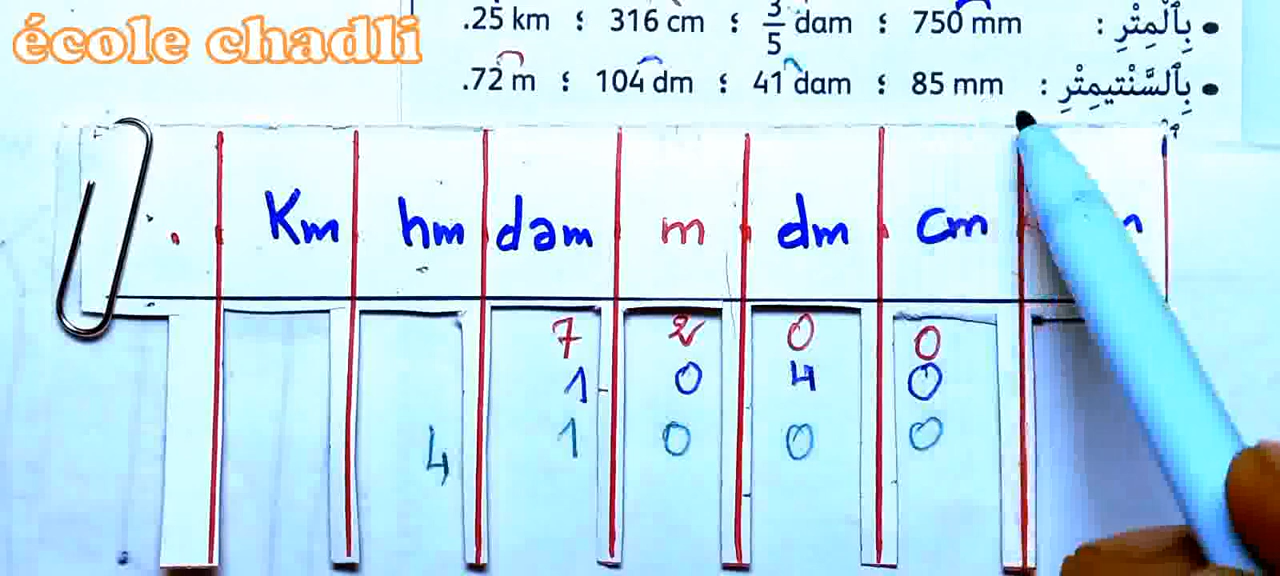 école chadli
• بِٱلْمِتْرِ : 750 mm ؛ 3/5 dam ؛ 316 cm ؛ 25 km.
• بِٱلسَّنْتيمِتْرِ : 85 mm ؛ 41 dam ؛ 104 dm ؛ 72 m.
Km hm dam m dm cm
7 2 0 0
1 0 4 0
4 1 0 0 0